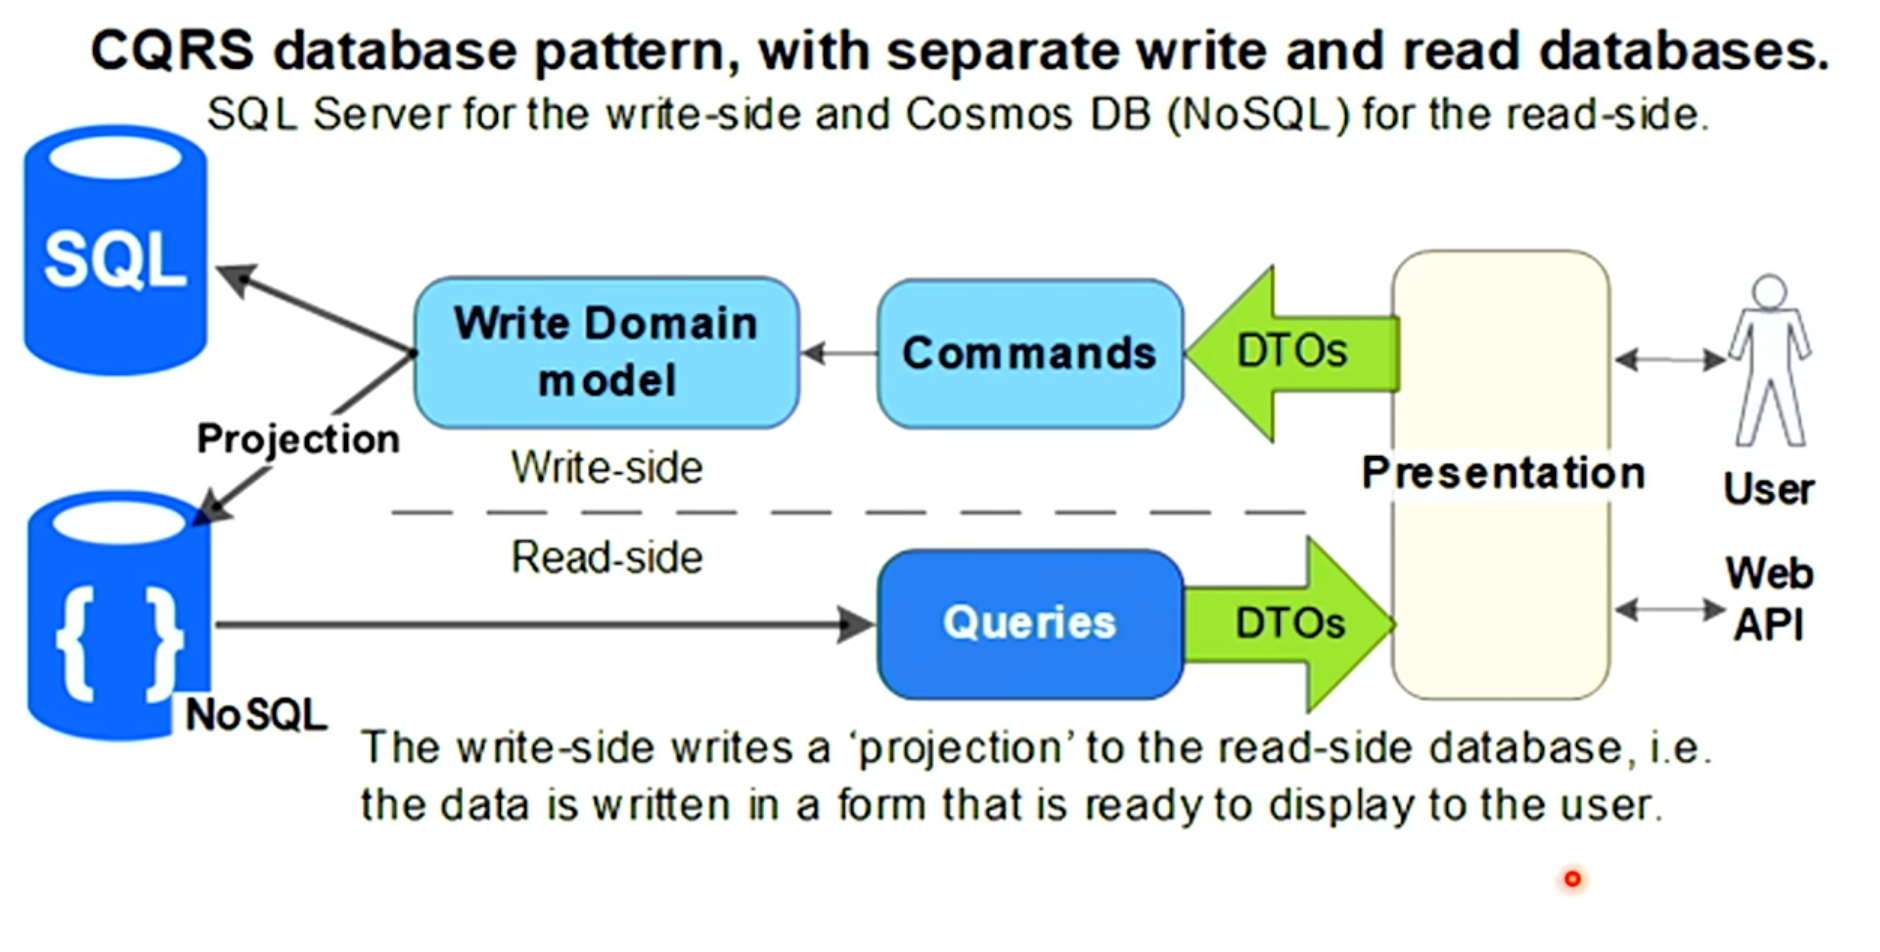 CQRS database pattern, with separate write and read databases.
SQL Server for the write-side and Cosmos DB (NoSQL) for the read-side.
SQL
Write Domain
model
Commands
DTOs
Projection
Write-side
Presentation
User
Read-side
Queries
DTOs
Web
API
{ }
NoSQL
The write-side writes a ‘projection’ to the read-side database, i.e.
the data is written in a form that is ready to display to the user.